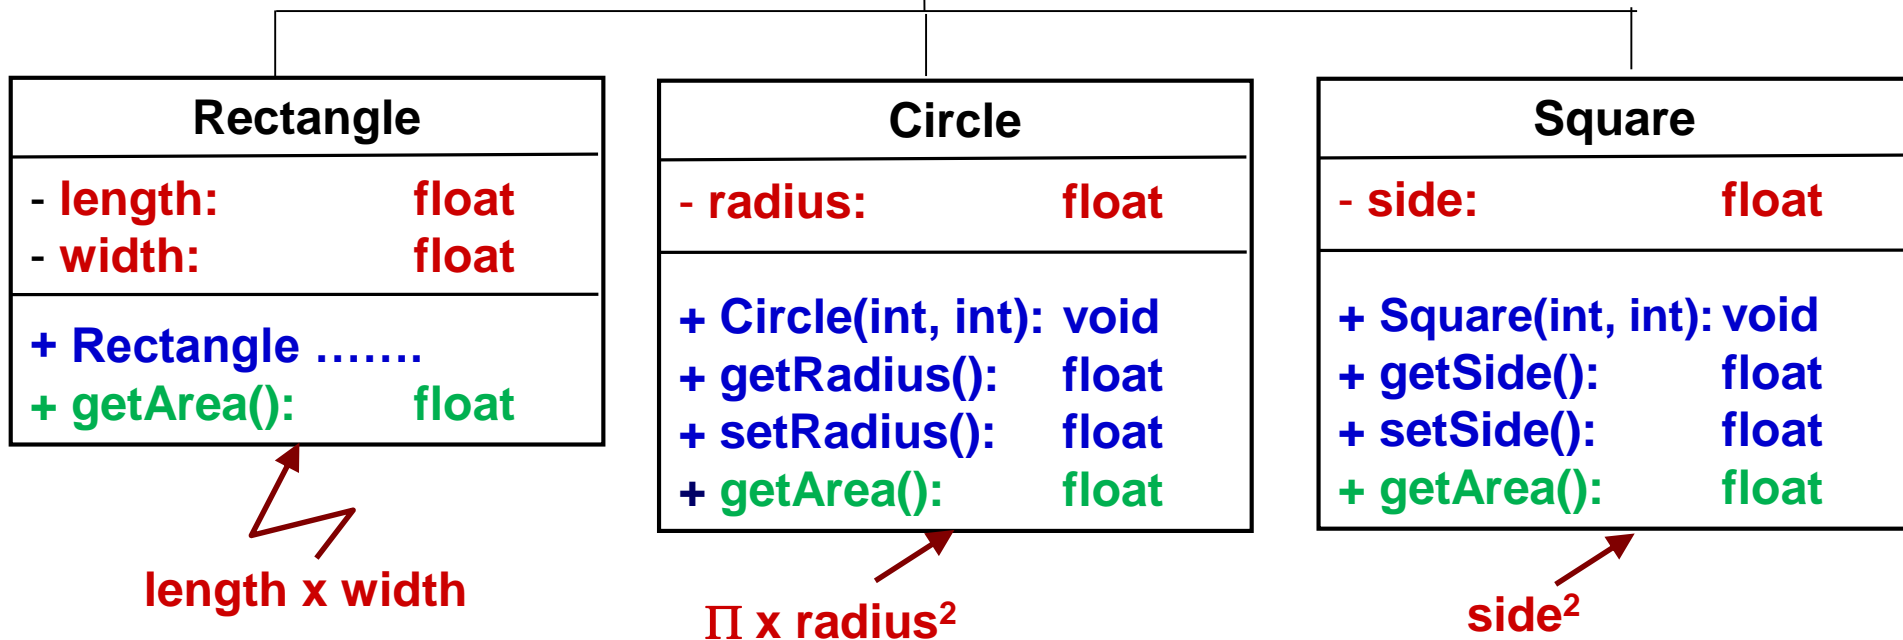 Rectangle
- length: float
- width: float
+ Rectangle …….
+ getArea(): float
length x width
Circle
- radius: float
+ Circle(int, int): void
+ getRadius(): float
+ setRadius(): float
+ getArea(): float
Π x radius²
Square
- side: float
+ Square(int, int): void
+ getSide(): float
+ setSide(): float
+ getArea(): float
side²